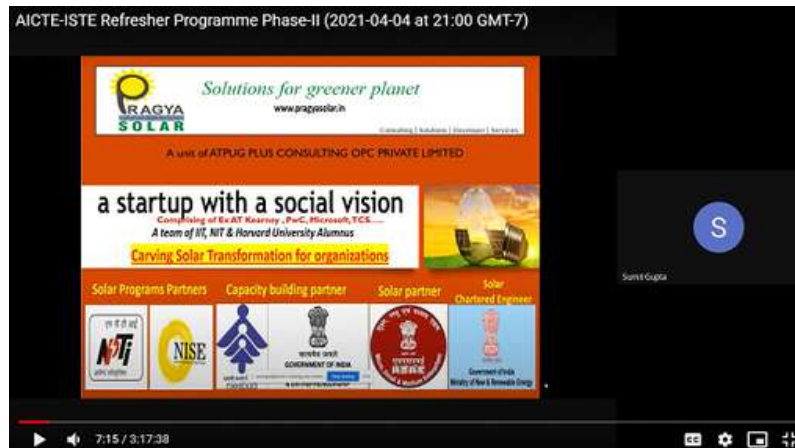 AICTE-ISTE Refresher Programme Phase-II (2021-04-04 at 21:00 GMT-7)
PRAGYA
SOLAR
Solutions for greener planet
www.pragyasolar.in
Consulting | Solutions | Developer | Services
A unit of ATPUG PLUS CONSULTING OPC PRIVATE LIMITED
a startup with a social vision
Comprising of Ex AT Kearney , PwC, Microsoft, TCS.....
A team of IIT, NIT & Harvard University Alumnus
Carving Solar Transformation for organizations
Solar Programs Partners
Capacity building partner
Solar partner
Solar
Chartered Engineer
NISE
सत्यमेव जयते
GOVERNMENT OF INDIA
Government of India
Ministry of New & Renewable Energy
S
Sumit Gupta
7:15 / 3:17:38
CC